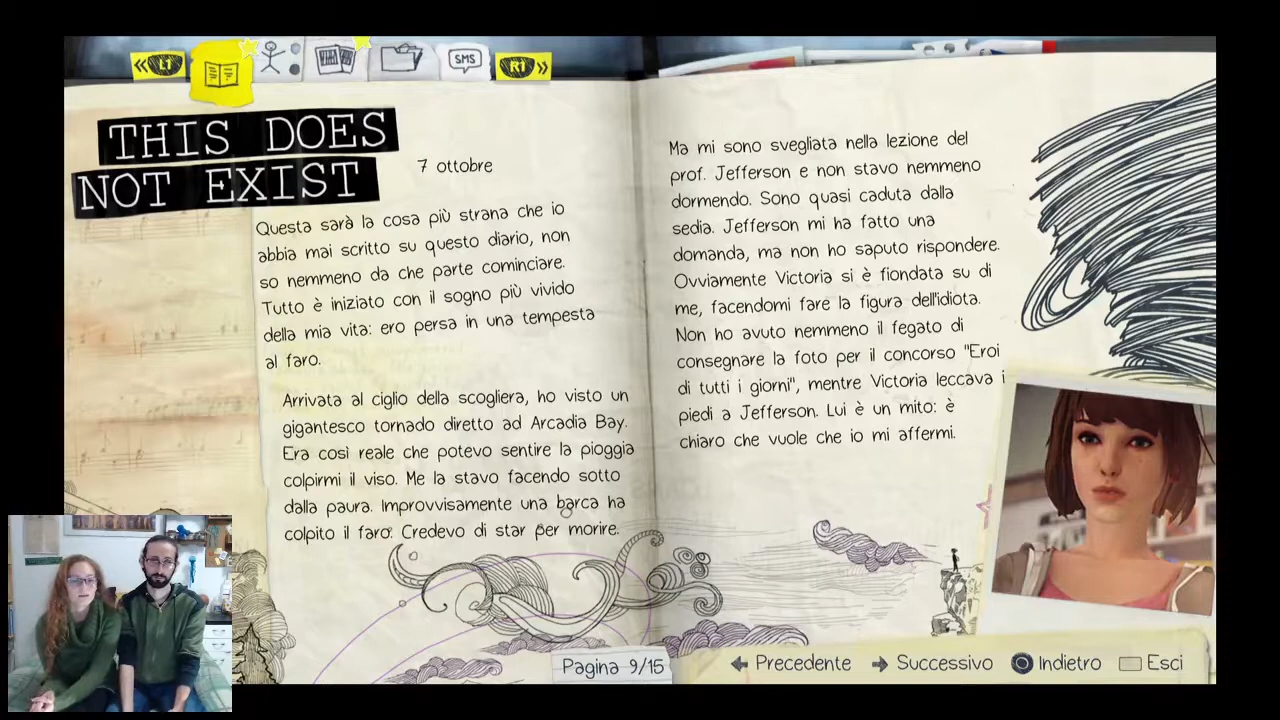 L1
SMS
R1
THIS DOES
NOT EXIST
7 ottobre
Questa sarà la cosa più strana che io
abbia mai scritto su questo diario, non
so nemmeno da che parte cominciare.
Tutto è iniziato con il sogno più vivido
della mia vita: ero persa in una tempesta
al faro.
Arrivata al ciglio della scogliera, ho visto un
gigantesco tornado diretto ad Arcadia Bay.
Era così reale che potevo sentire la pioggia
colpirmi il viso. Me la stavo facendo sotto
dalla paura. Improvvisamente una barca ha
colpito il faro. Credevo di star per morire.
Ma mi sono svegliata nella lezione del
prof. Jefferson e non stavo nemmeno
dormendo. Sono quasi caduta dalla
sedia. Jefferson mi ha fatto una
domanda, ma non ho saputo rispondere.
Ovviamente Victoria si è fiondata su di
me, facendomi fare la figura dell'idiota.
Non ho avuto nemmeno il fegato di
consegnare la foto per il concorso "Eroi
di tutti i giorni", mentre Victoria leccava i
piedi a Jefferson. Lui è un mito: è
chiaro che vuole che io mi affermi.
Pagina 9/15
Precedente
Successivo
Indietro
Esci